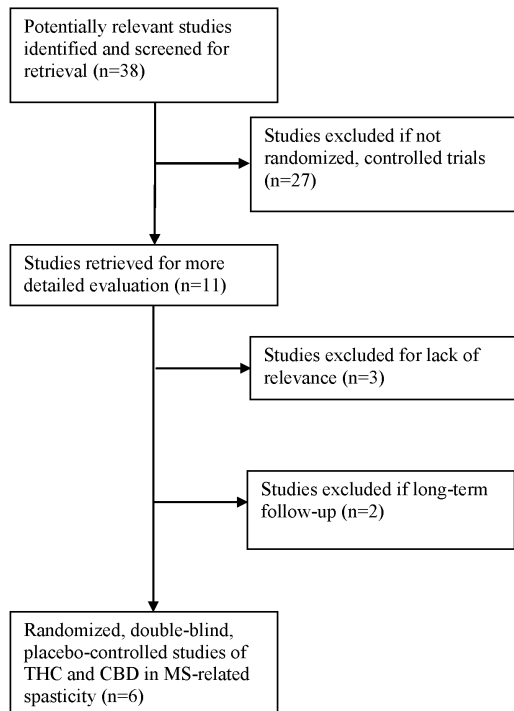 Potentially relevant studies
identified and screened for
retrieval (n=38)
Studies excluded if not
randomized, controlled trials
(n=27)
Studies retrieved for more
detailed evaluation (n=11)
Studies excluded for lack of
relevance (n=3)
Studies excluded if long-term
follow-up (n=2)
Randomized, double-blind,
placebo-controlled studies of
THC and CBD in MS-related
spasticity (n=6)